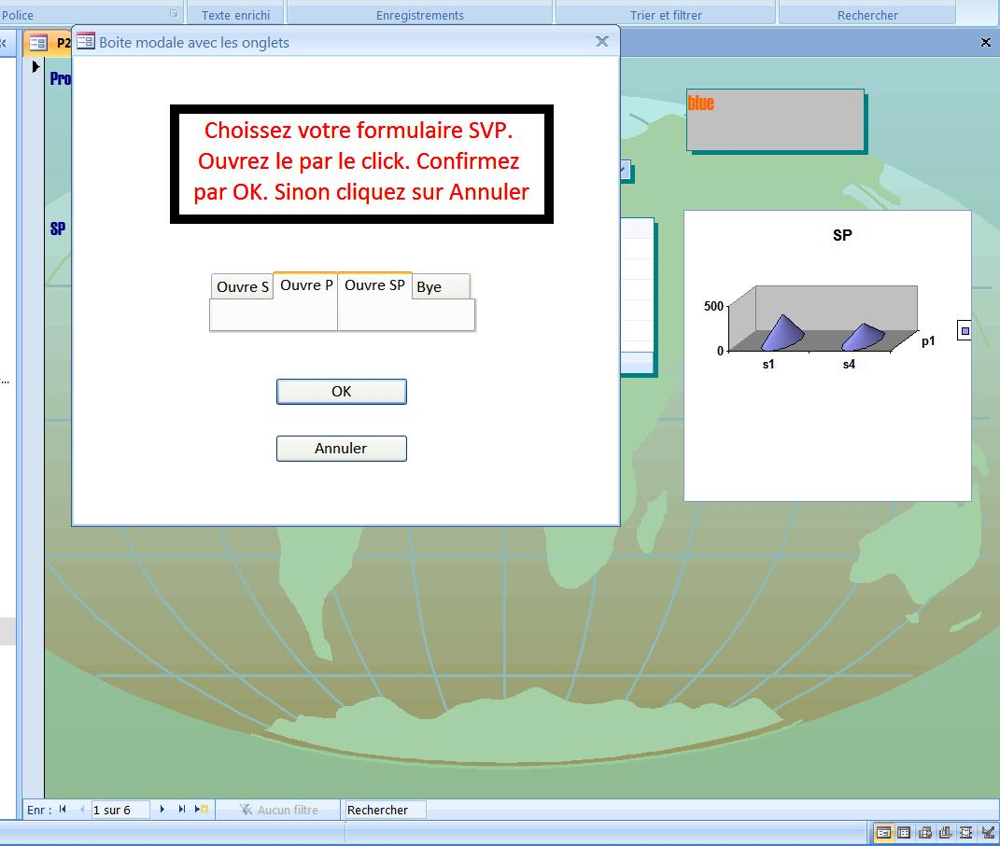 Police
Texte enrichi
Enregistrements
Trier et filtrer
Rechercher
P2
Boite modale avec les onglets
Pro
blue
Choissez votre formulaire SVP.
Ouvrez le par le click. Confirmez
par OK. Sinon cliquez sur Annuler
SP
SP
Ouvre S
Ouvre P
Ouvre SP
Bye
500
0
p1
s1
s4
...
OK
Annuler
Enr :
1 sur 6
Aucun filtre
Rechercher